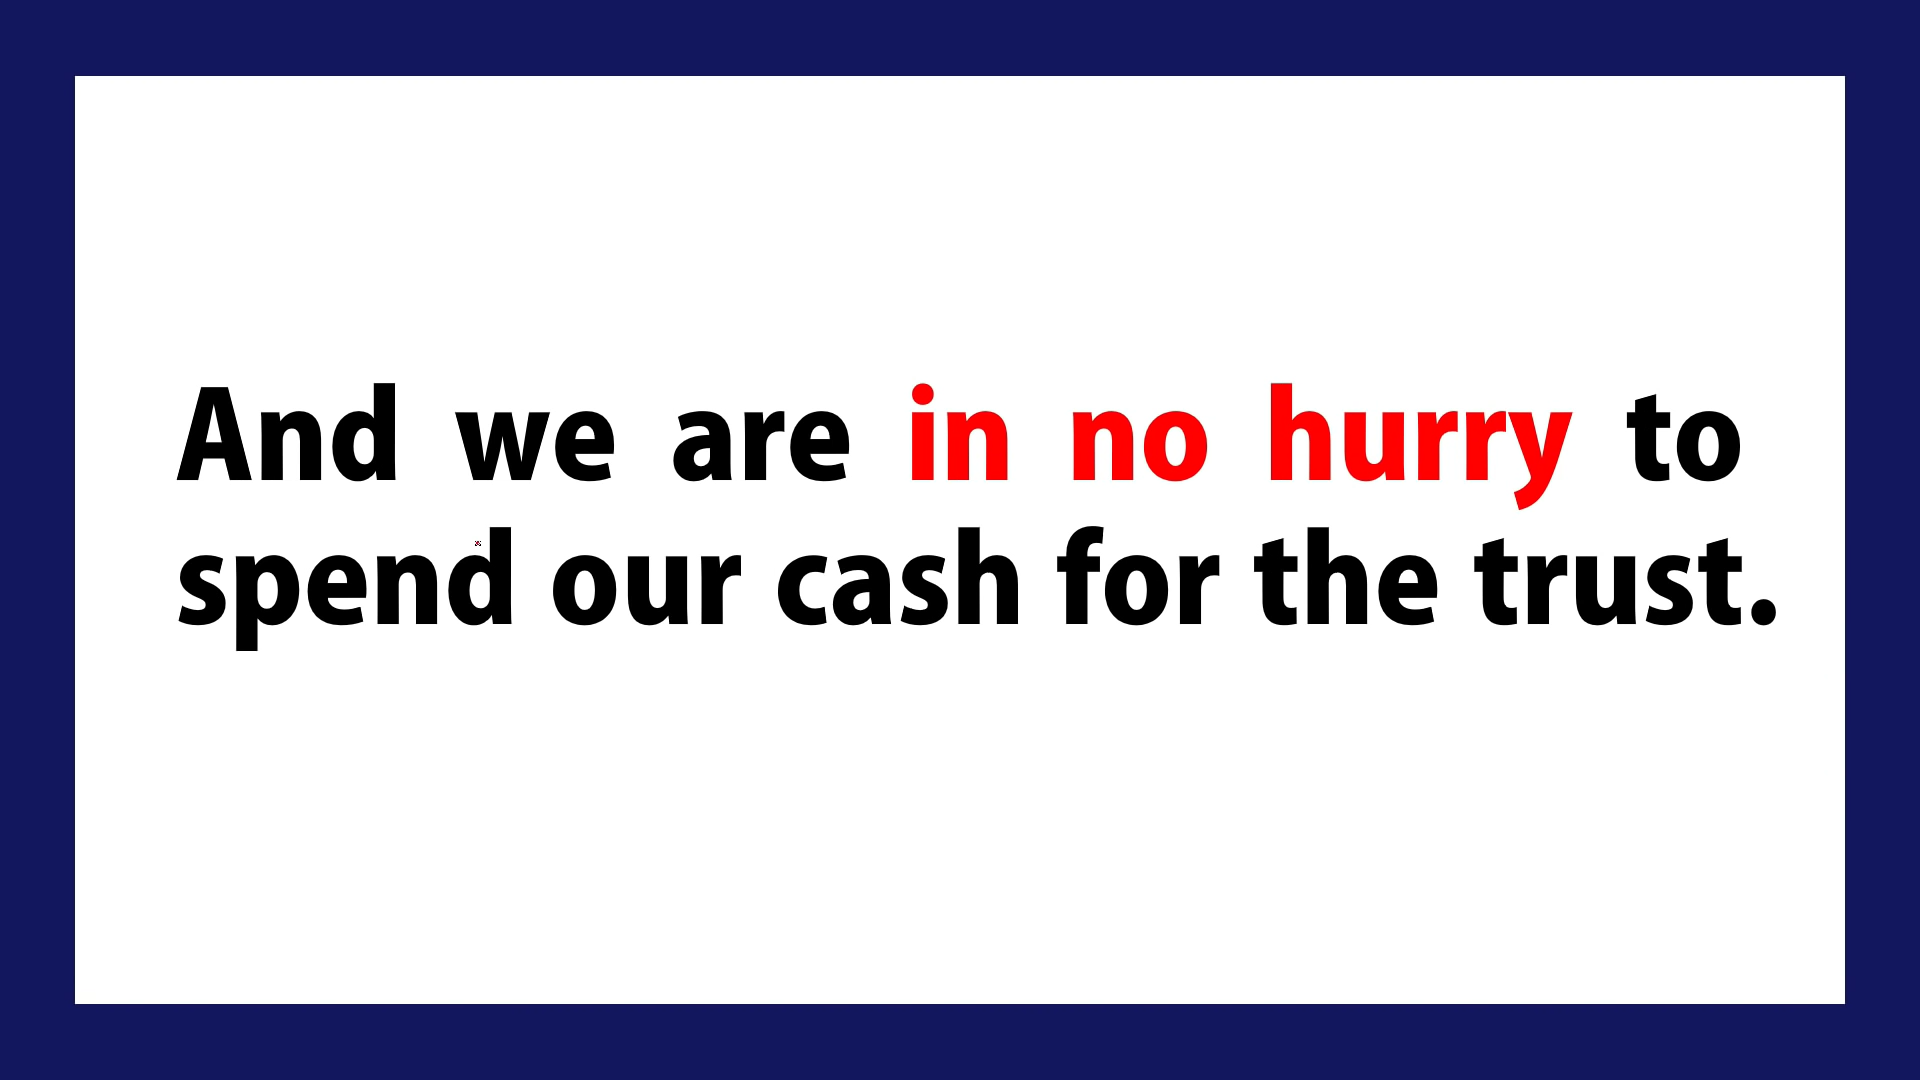 And we are in no hurry to
spend our cash for the trust.